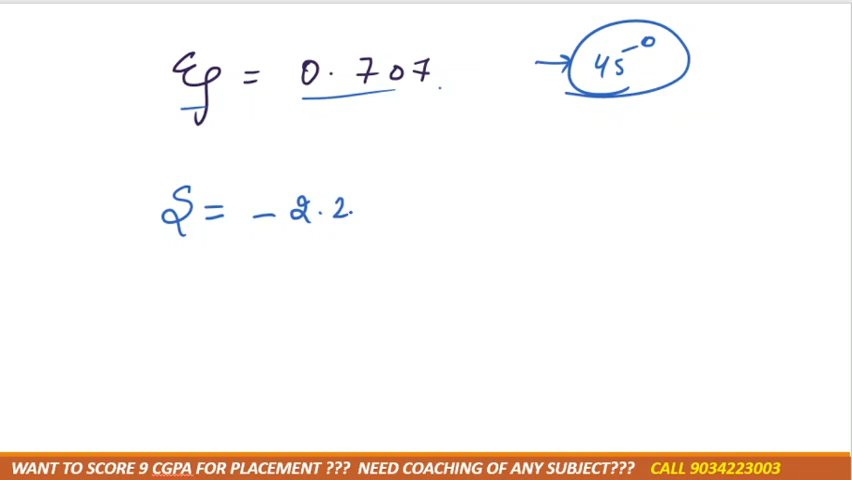 ξ = 0.707. → 45°
S = - 2.2.
WANT TO SCORE 9 CGPA FOR PLACEMENT ??? NEED COACHING OF ANY SUBJECT??? CALL 9034223003